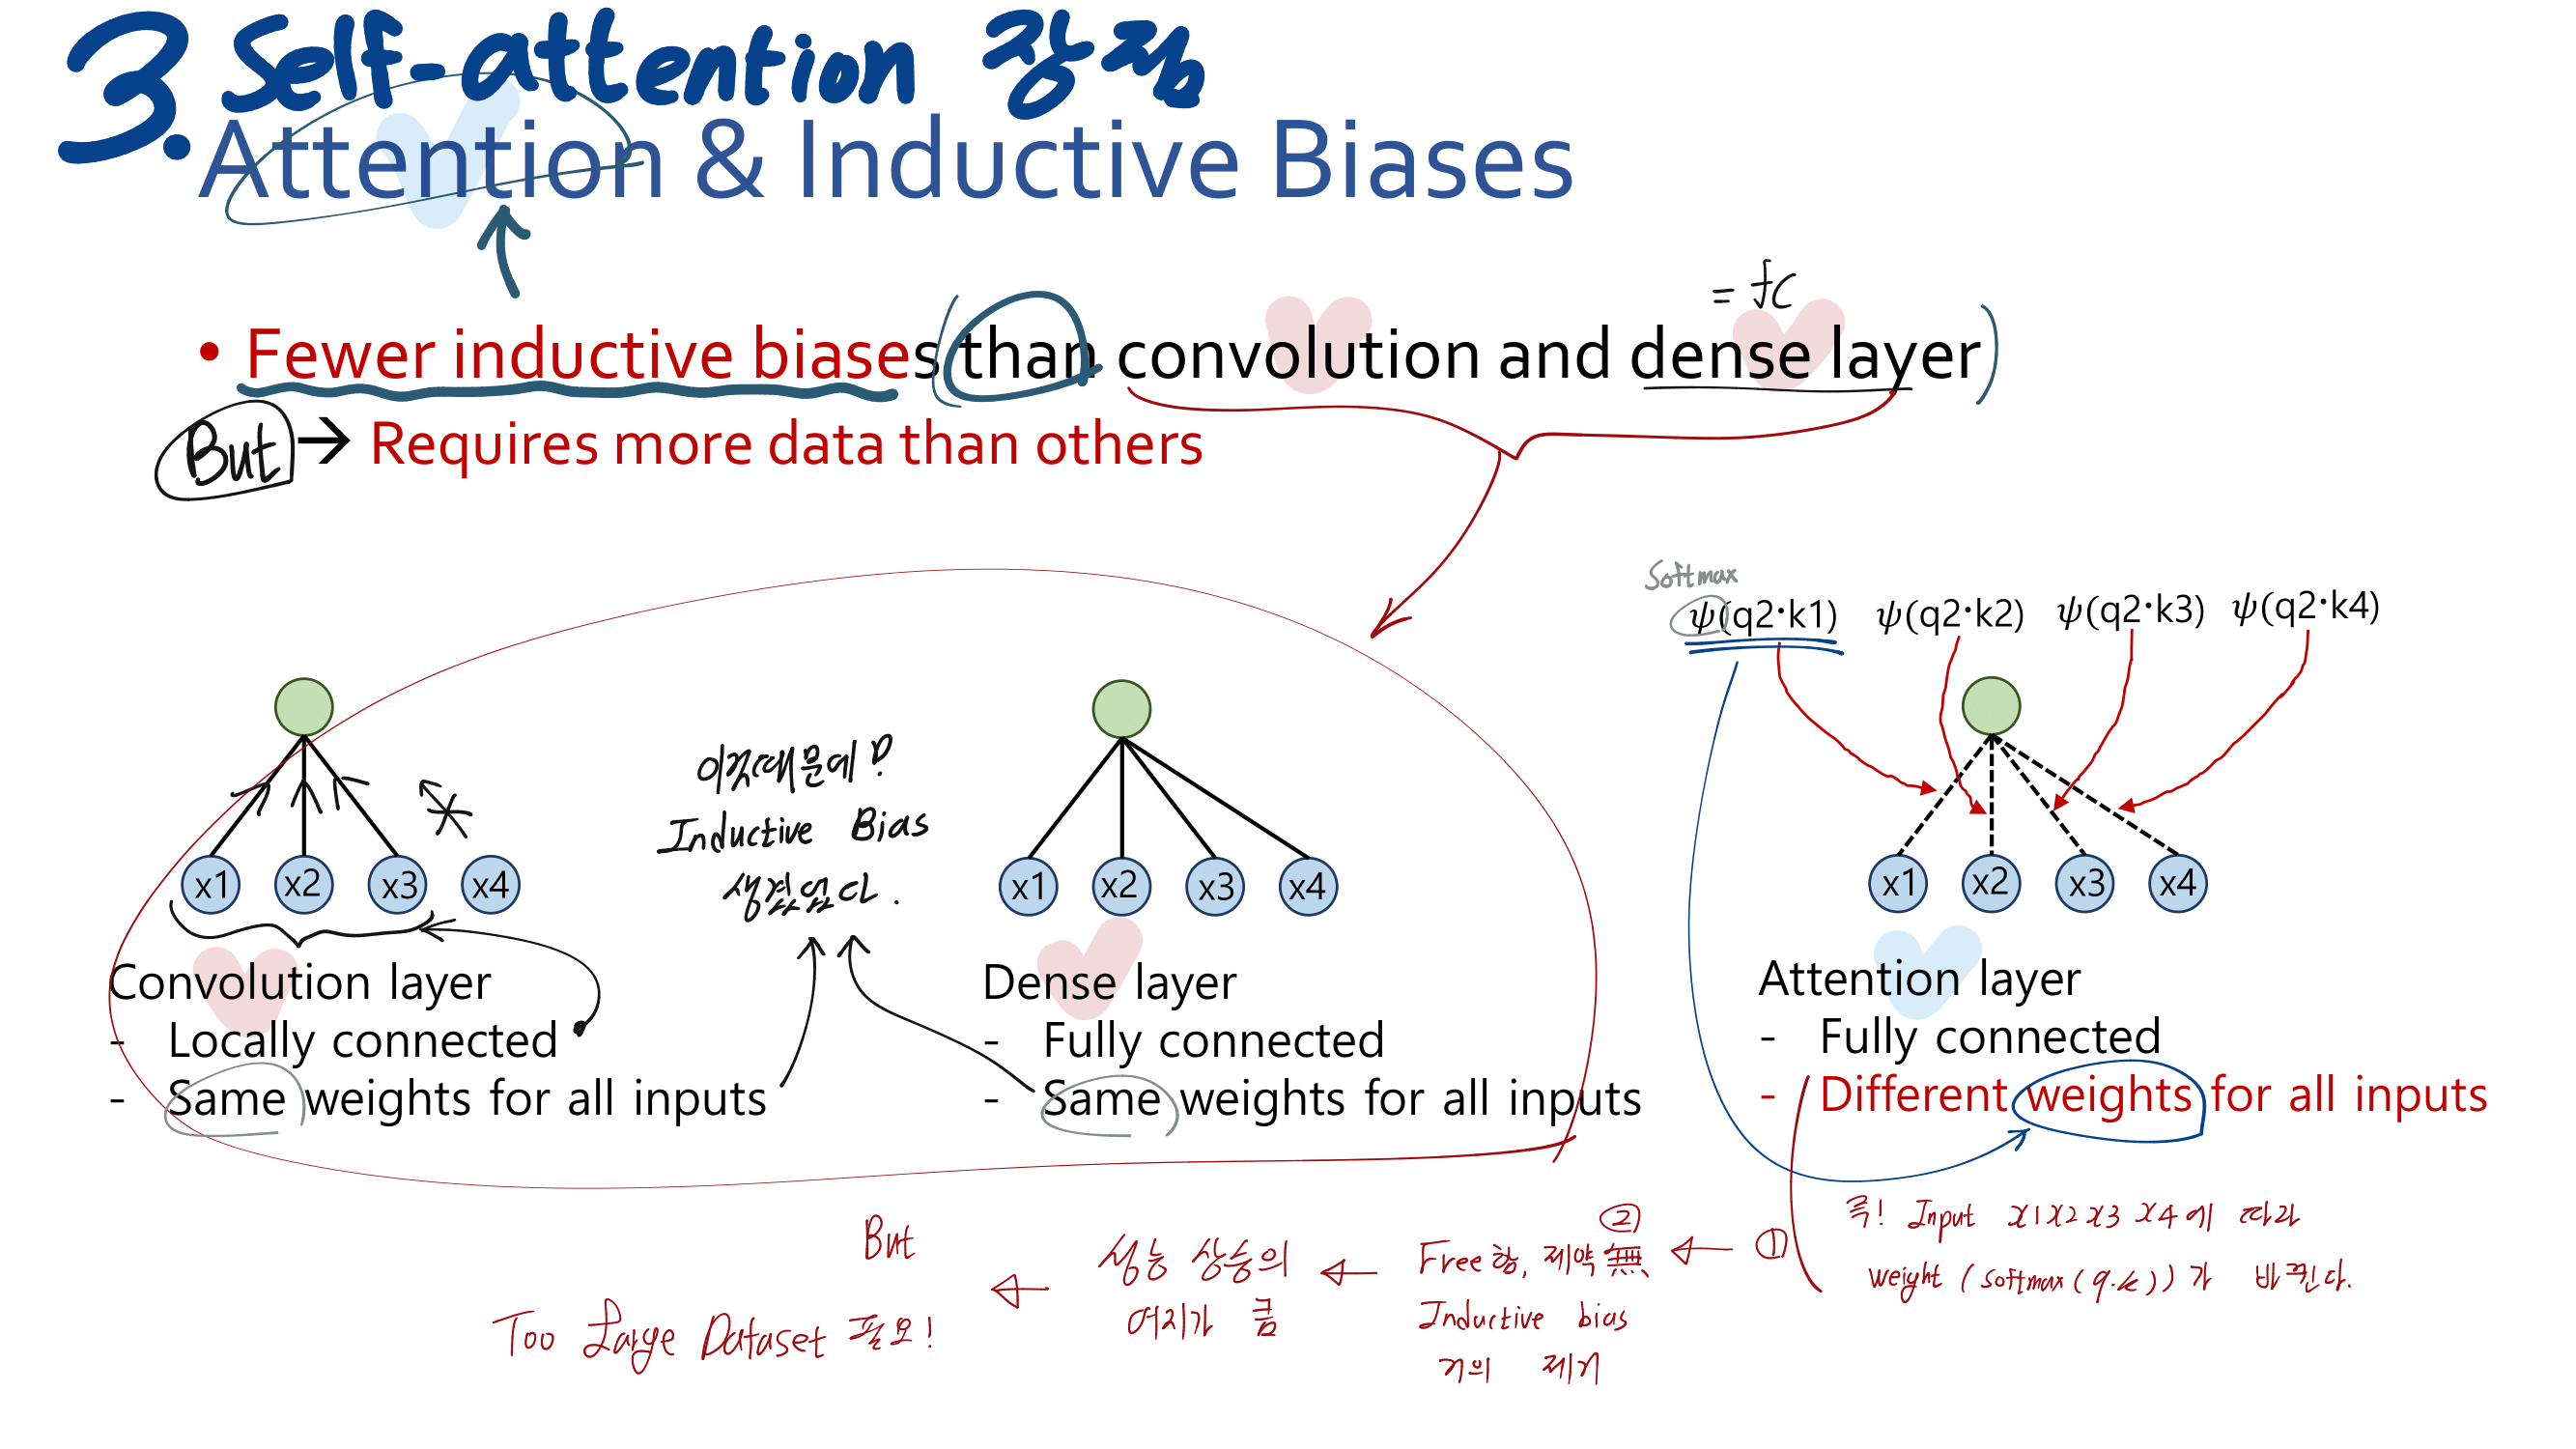 3. Self-attention 강점
Attention & Inductive Biases
= fC
• Fewer inductive biases than convolution and dense layer
But → Requires more data than others
Softmax
ψ(q2·k1) ψ(q2·k2) ψ(q2·k3) ψ(q2·k4)
이것때문에?
Inductive Bias
생겼었다.
x1 x2 x3 x4
x1 x2 x3 x4
x1 x2 x3 x4
Convolution layer
- Locally connected
- Same weights for all inputs
Dense layer
- Fully connected
- Same weights for all inputs
Attention layer
- Fully connected
- Different weights for all inputs
즉! Input x1 x2 x3 x4에 따라
weight (softmax(q·k))가 바뀐다.
①
②
Free함, 제약無
Inductive bias
거의 제거
성능 상승의
여지가 큼
But
Too Large Dataset 필요!